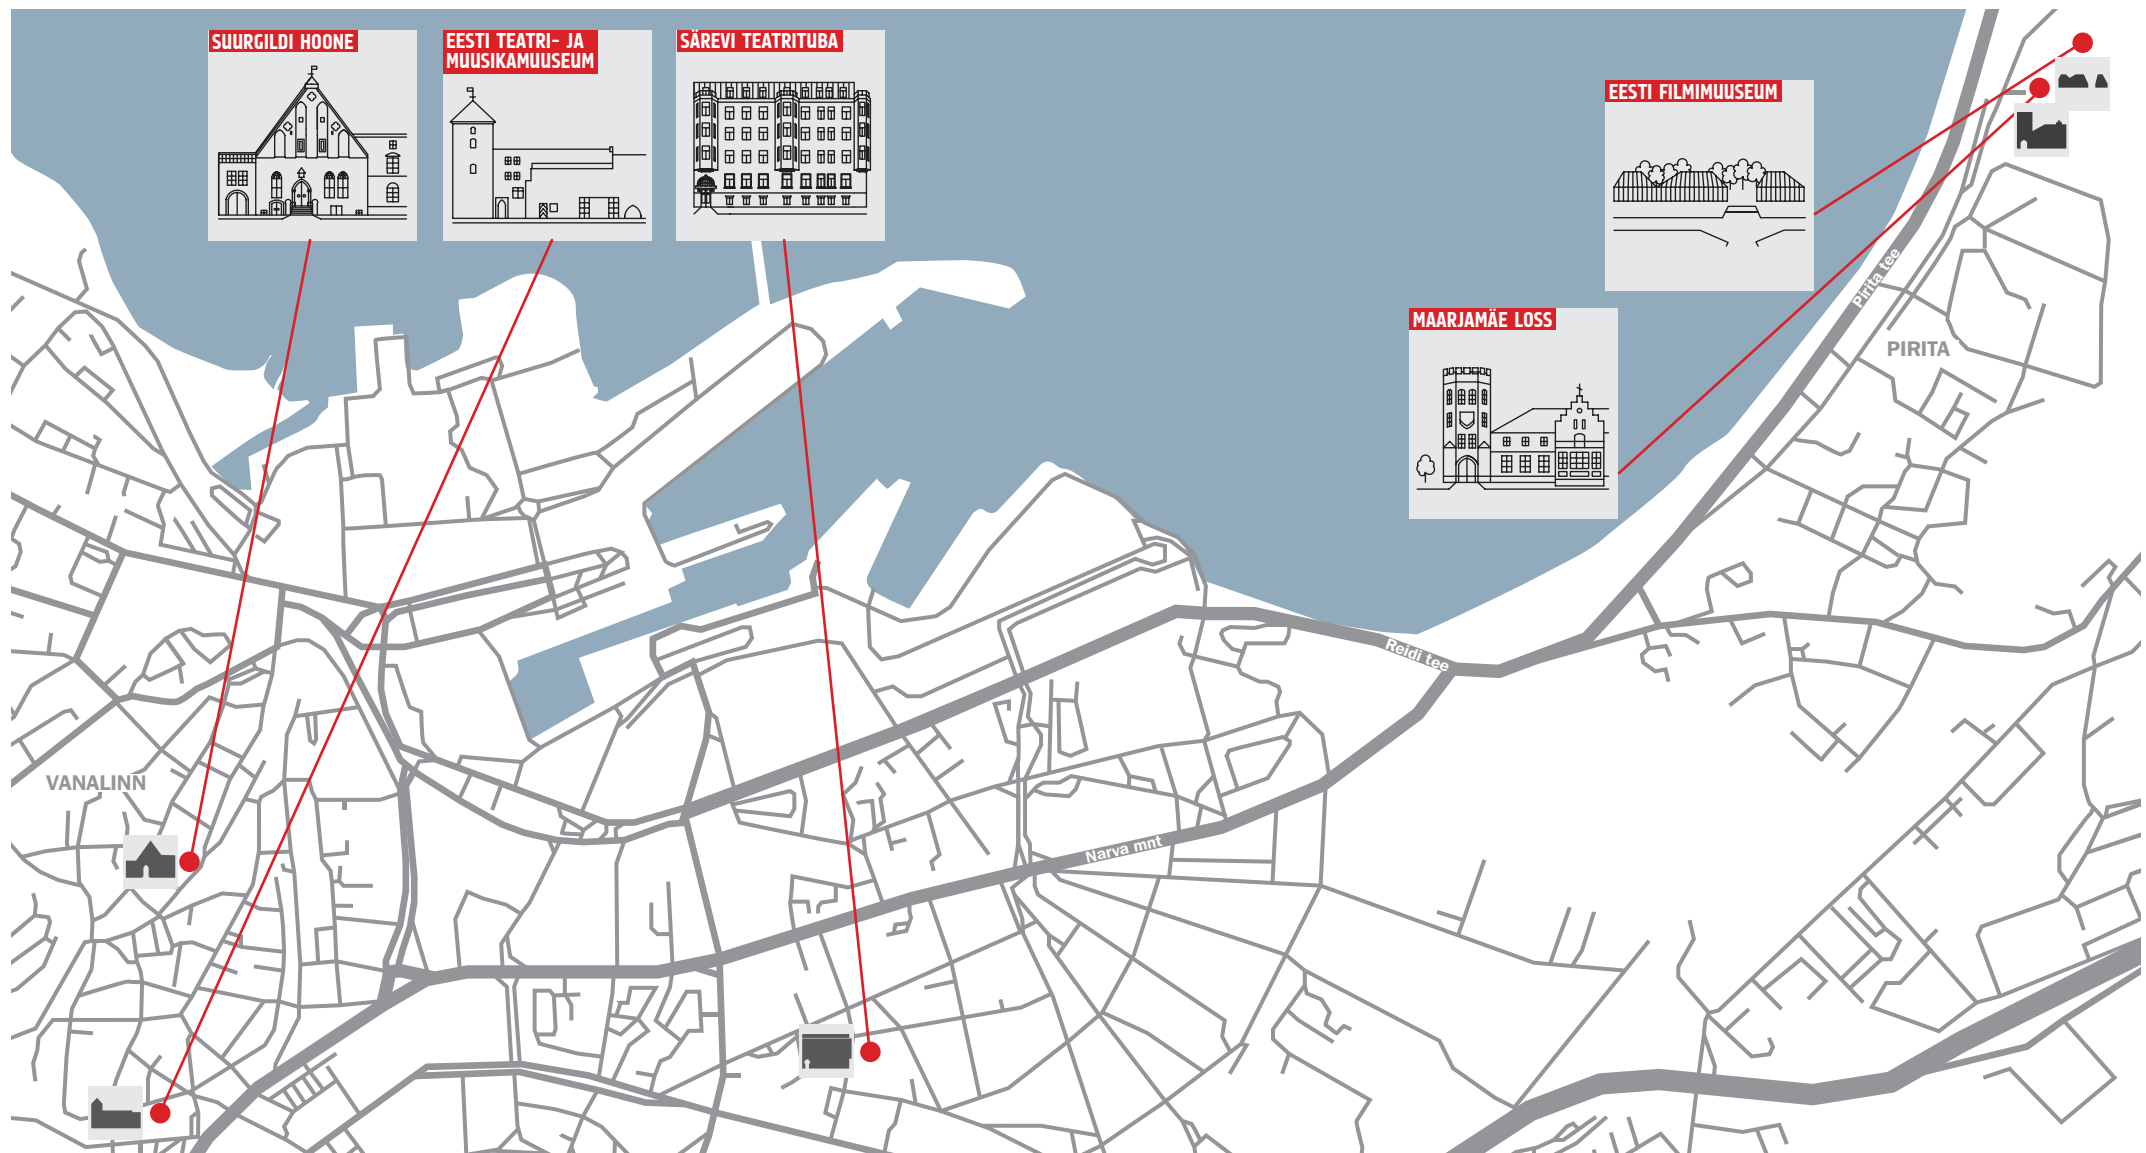 SUURGILDI HOONE
EESTI TEATRI- JA
MUUSIKAMUUSEUM
SÄREVI TEATRITUBA
EESTI FILMIMUUSEUM
MAARJAMÄE LOSS
Pirita tee
PIRITA
Reidi tee
VANALINN
Narva mnt